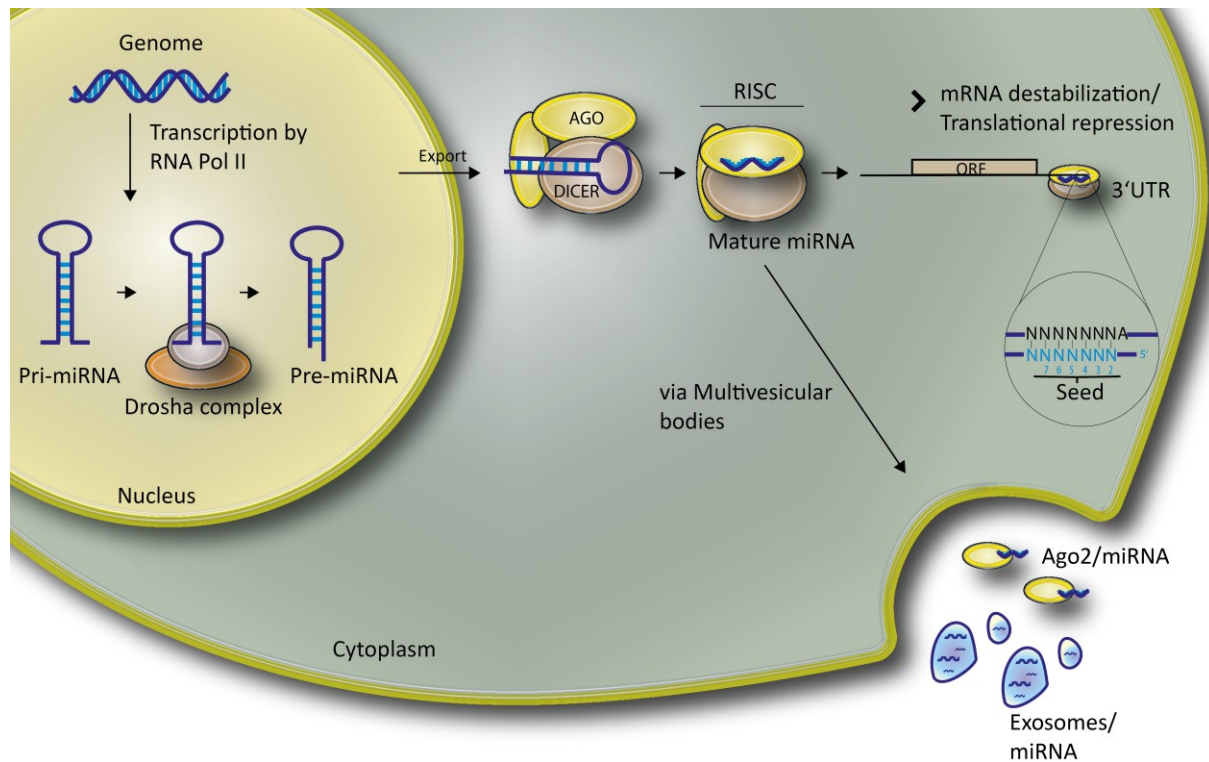 Genome
Transcription by
RNA Pol II
Pri-miRNA
Drosha complex
Pre-miRNA
Nucleus
Export
AGO
DICER
RISC
Mature miRNA
mRNA destabilization/
Translational repression
ORF
3‘UTR
NNNNNNNA
NNNNNNN 5'
7 6 5 4 3 2
Seed
via Multivesicular
bodies
Cytoplasm
Ago2/miRNA
Exosomes/
miRNA